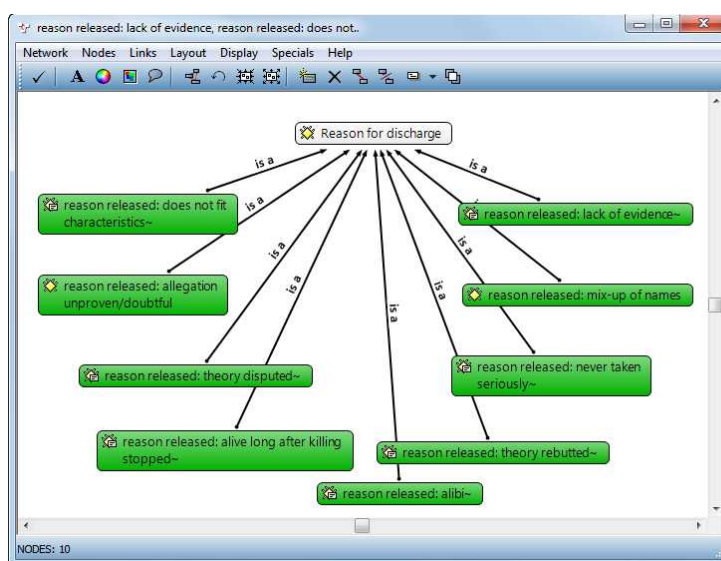 reason released: lack of evidence, reason released: does not..
Network Nodes Links Layout Display Specials Help
A
Reason for discharge
is a
is a
is a
reason released: does not fit
characteristics~
reason released: lack of evidence~
is a
is a
is a
reason released: allegation
unproven/doubtful
is a
is a
reason released: mix-up of names
reason released: theory disputed~
reason released: never taken
seriously~
reason released: alive long after killing
stopped~
reason released: theory rebutted~
reason released: alibi~
NODES: 10